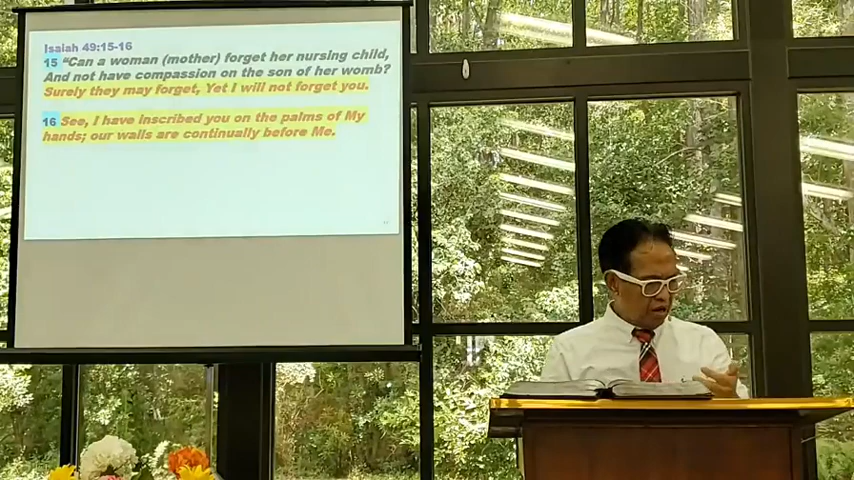 Isaiah 49:15-16
15 “Can a woman (mother) forget her nursing child,
And not have compassion on the son of her womb?
Surely they may forget, Yet I will not forget you.
16 See, I have inscribed you on the palms of My
hands; our walls are continually before Me.